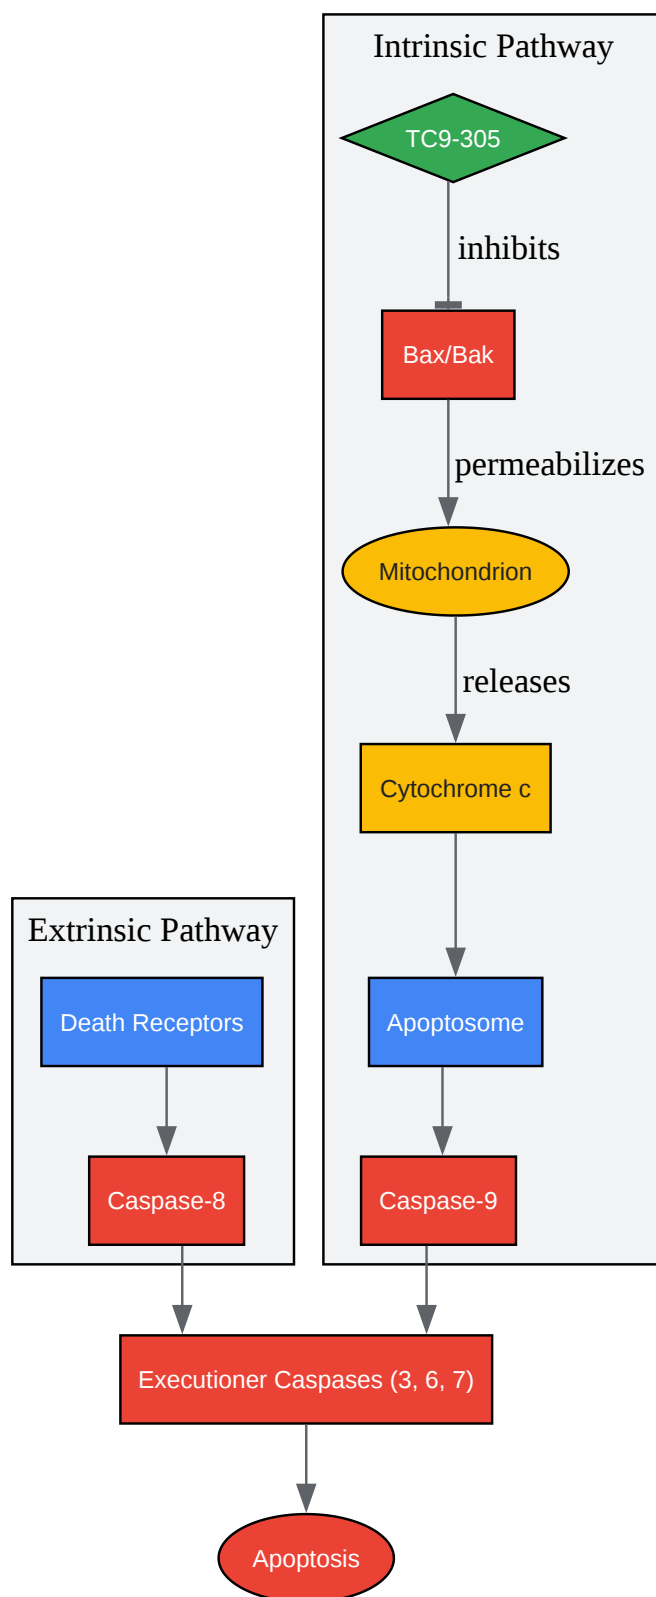 Intrinsic Pathway
TC9-305
inhibits
Bax/Bak
permeabilizes
Mitochondrion
releases
Cytochrome c
Extrinsic Pathway
Death Receptors
Apoptosome
Caspase-8
Caspase-9
Executioner Caspases (3, 6, 7)
Apoptosis